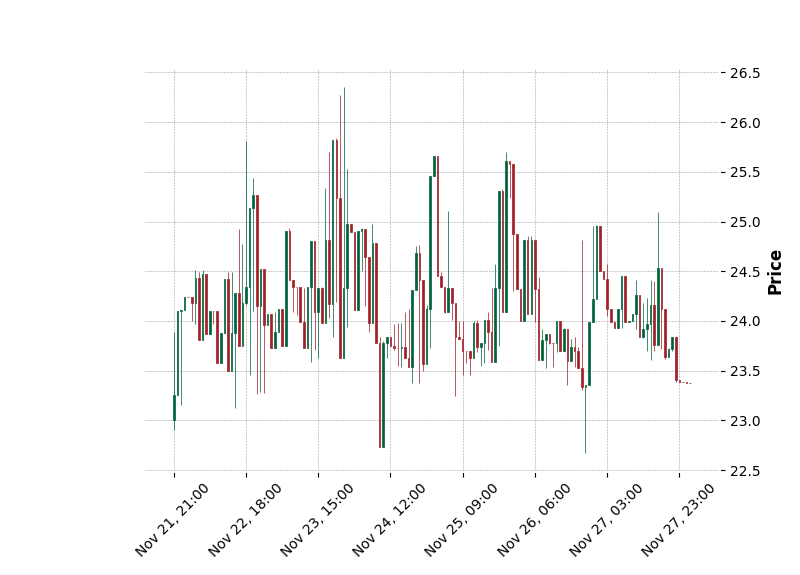 26.5
26.0
25.5
25.0
24.5
24.0
23.5
23.0
22.5
Price
Nov 21, 21:00
Nov 22, 18:00
Nov 23, 15:00
Nov 24, 12:00
Nov 25, 09:00
Nov 26, 06:00
Nov 27, 03:00
Nov 27, 23:00